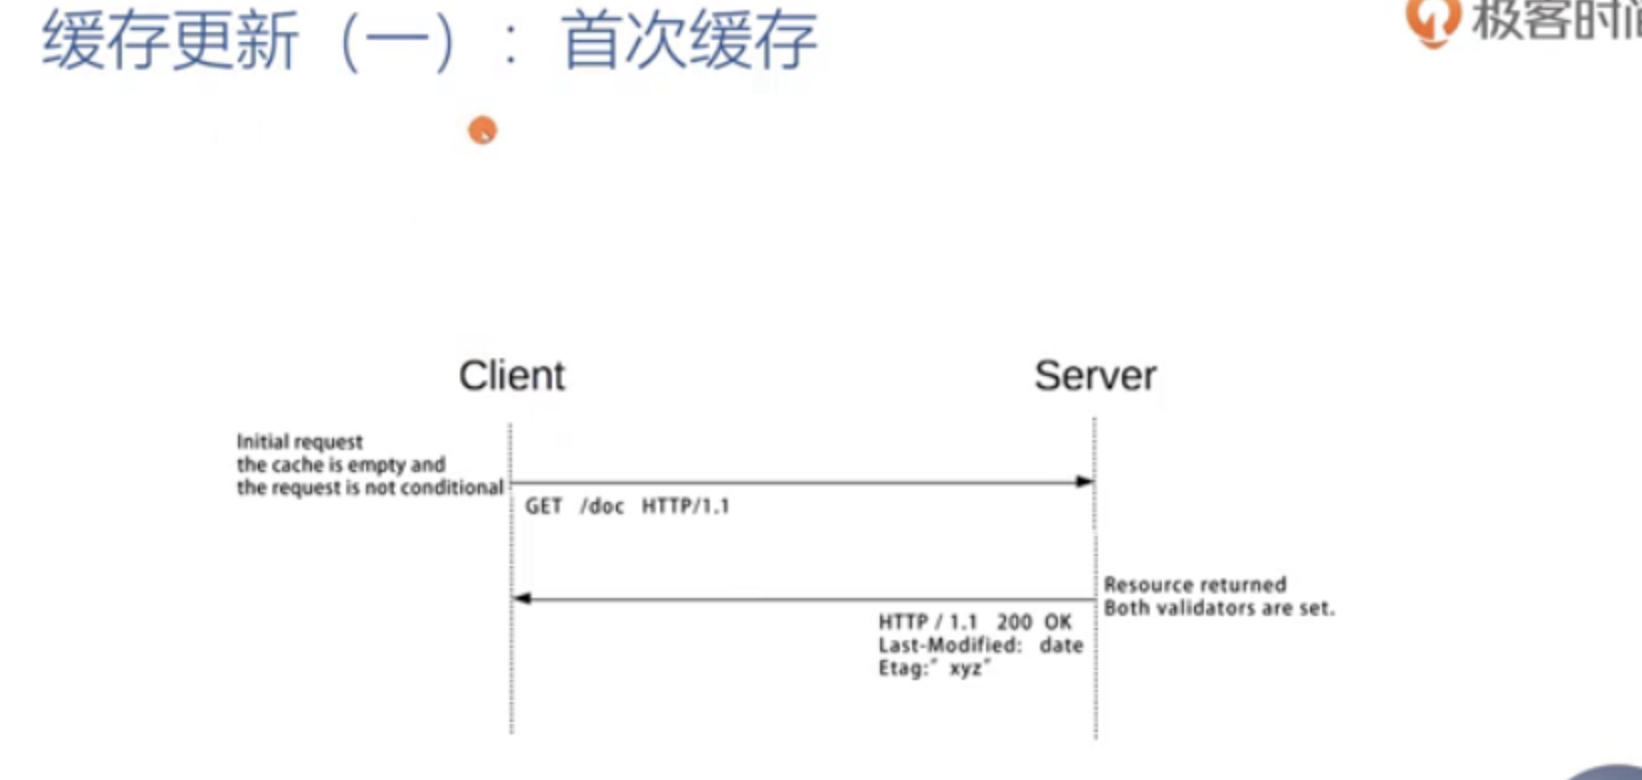 缓存更新（一）：首次缓存
极客时间
Client
Server
Initial request
the cache is empty and
the request is not conditional
GET /doc HTTP/1.1
Resource returned
Both validators are set.
HTTP / 1.1 200 OK
Last-Modified: date
Etag:" xyz"